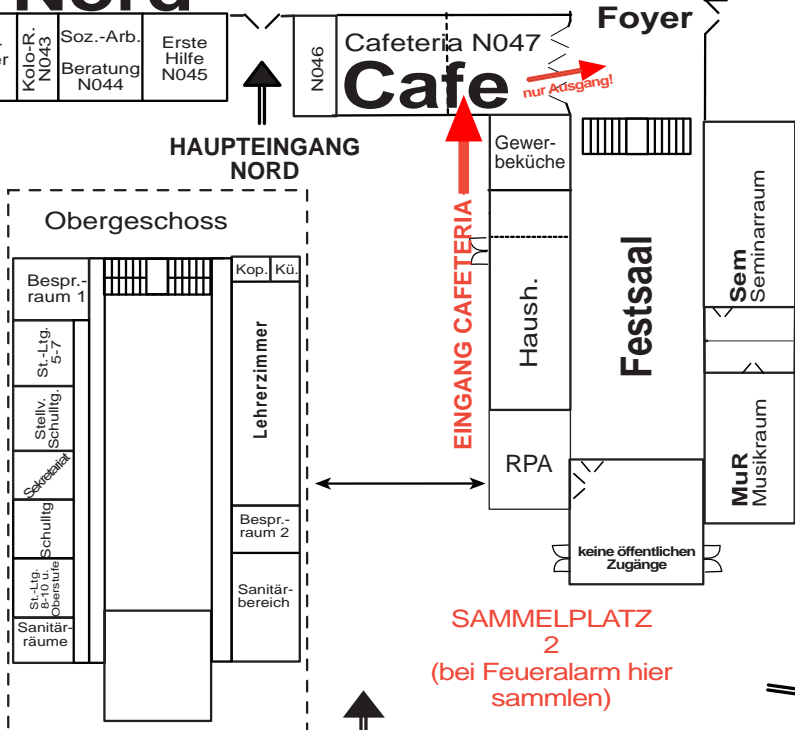 Nord
er
Kolo-R.
N043
Soz.-Arb.
Beratung
N044
Erste
Hilfe
N045
N046
Cafeteria N047
Cafe
nur Ausgang!
Foyer
HAUPTEINGANG
NORD
Gewer-
beküche
EINGANG CAFETERIA
Haush.
RPA
Festsaal
Sem
Seminarraum
MuR
Musikraum
keine öffentlichen
Zugänge
Obergeschoss
Bespr.-
raum 1
St.-Ltg.
5-7
Stellv.
Schulltg.
Sekretariat
Schulltg
St.-Ltg.
8-10 u.
Oberstufe
Sanitär-
räume
Kop.
Kü.
Lehrerzimmer
Bespr.-
raum 2
Sanitär-
bereich
SAMMELPLATZ
2
(bei Feueralarm hier
sammlen)